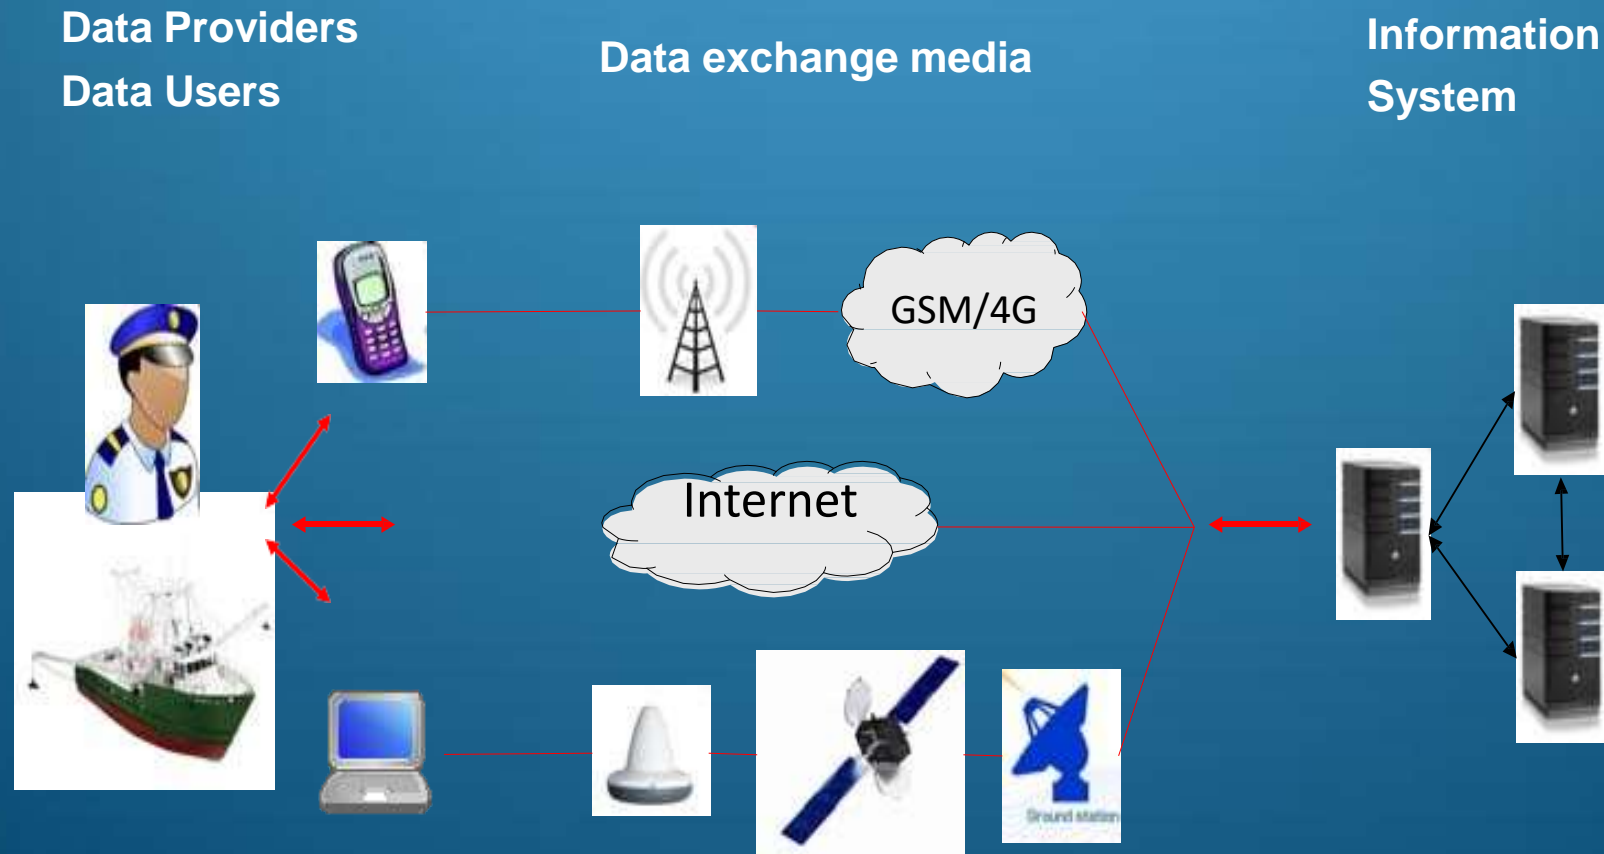 Data Providers
Data Users
Data exchange media
Information
System
GSM/4G
Internet
Ground station